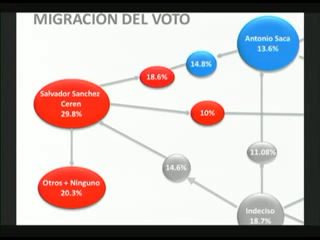 MIGRACIÓN DEL VOTO
Antonio Saca
13.6%
14.8%
18.6%
Salvador Sanchez
Ceren
29.8%
10%
11.08%
14.6%
Otros + Ninguno
20.3%
Indeciso
18.7%